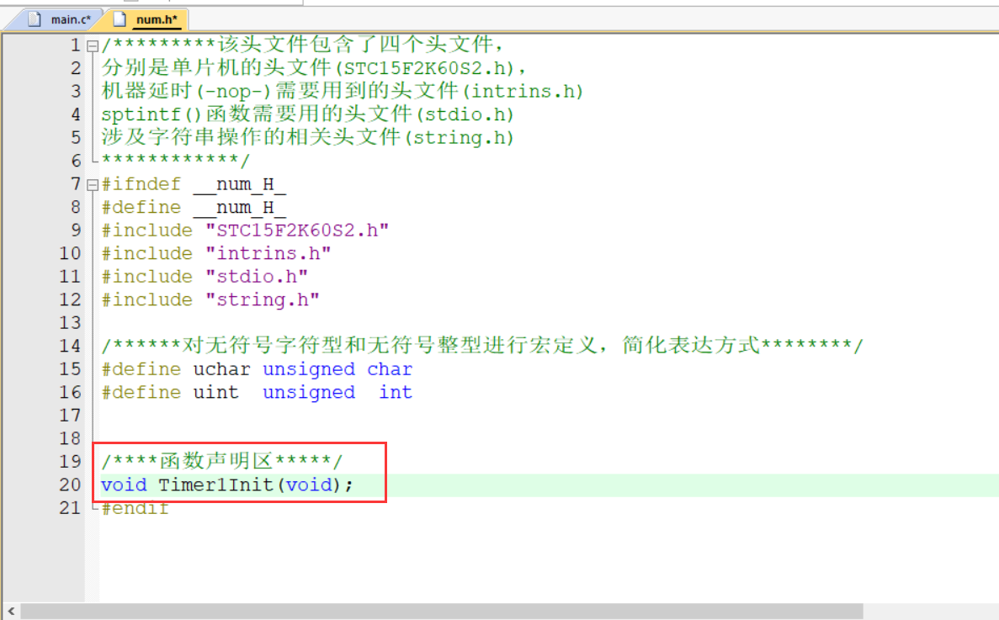 main.c* num.h*
1 /*********该头文件包含了四个头文件,
2 分别是单片机的头文件(STC15F2K60S2.h),
3 机器延时(-nop-)需要用到的头文件(intrins.h)
4 sptintf()函数需要用的头文件(stdio.h)
5 涉及字符串操作的相关头文件(string.h)
6 ************/
7 #ifndef __num_H_
8 #define __num_H_
9 #include "STC15F2K60S2.h"
10 #include "intrins.h"
11 #include "stdio.h"
12 #include "string.h"
13
14 /******对无符号字符型和无符号整型进行宏定义，简化表达方式********/
15 #define uchar unsigned char
16 #define uint  unsigned  int
17
18
19 /****函数声明区*****/
20 void Timer1Init(void);
21 #endif